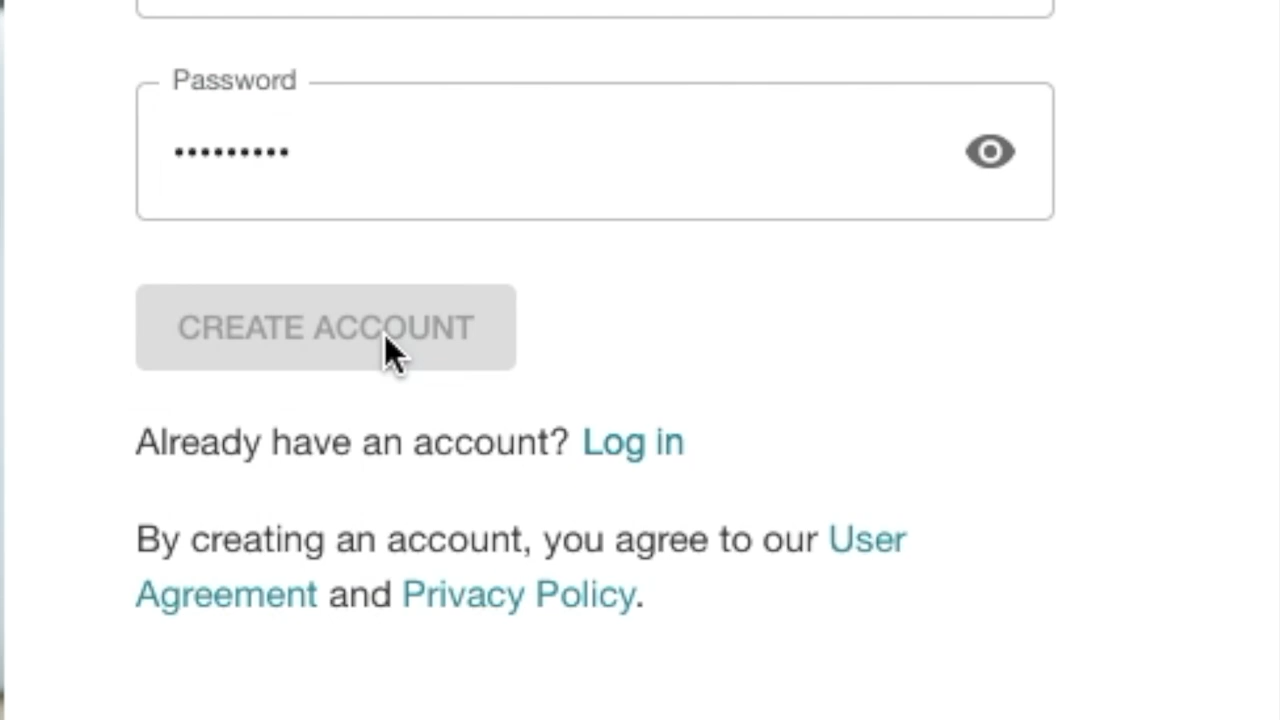 Password
•••••••••
CREATE ACCOUNT
Already have an account? Log in
By creating an account, you agree to our User
Agreement and Privacy Policy.